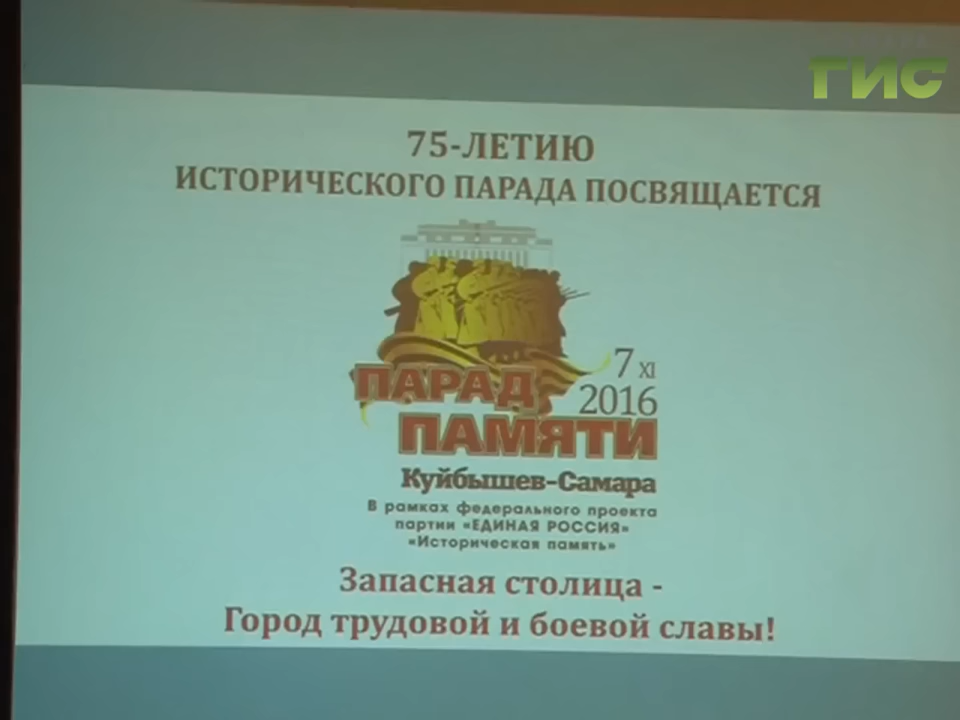 ГИС
75-ЛЕТИЮ
ИСТОРИЧЕСКОГО ПАРАДА ПОСВЯЩАЕТСЯ
7 XI
2016
ПАРАД
ПАМЯТИ
Куйбышев-Самара
В рамках федерального проекта
партии «ЕДИНАЯ РОССИЯ»
«Историческая память»
Запасная столица -
Город трудовой и боевой славы!